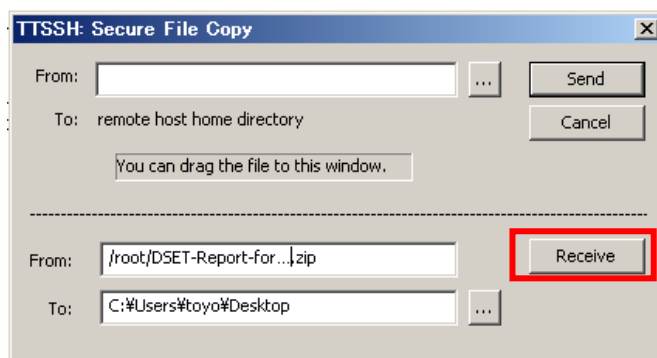 TTSSH: Secure File Copy
From: ... Send
To: remote host home directory Cancel
You can drag the file to this window.
From: /root/DSET-Report-for...,zip Receive
To: C:¥Users¥toyo¥Desktop ...